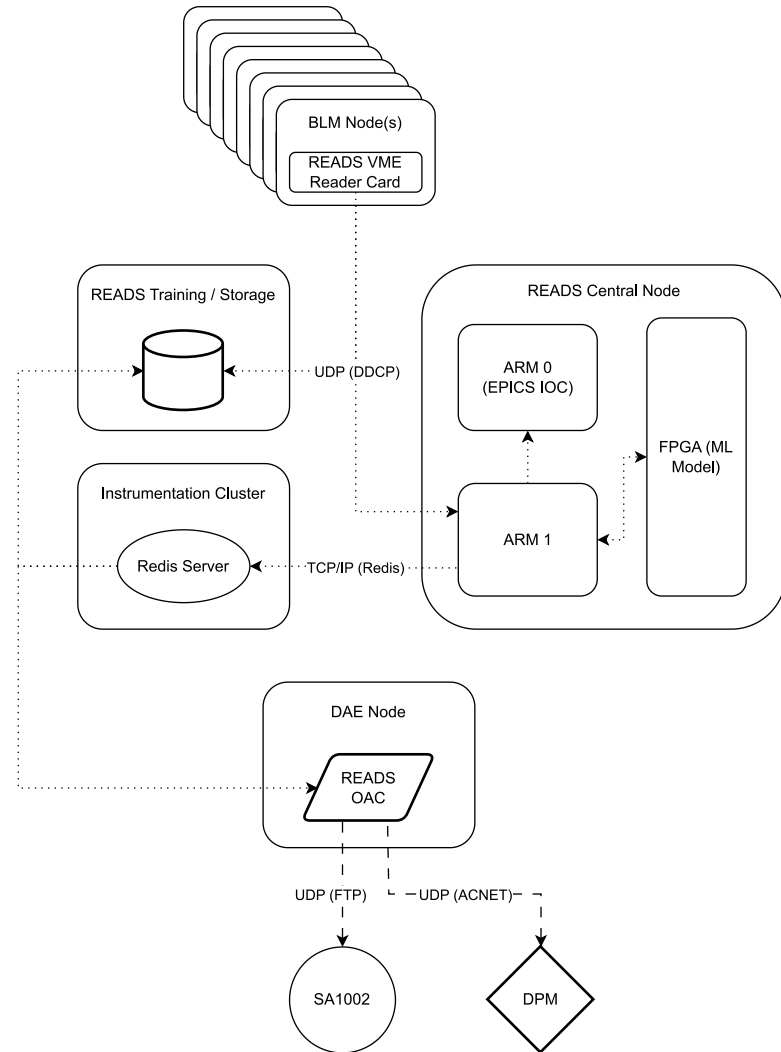 BLM Node(s)
READS VME
Reader Card
READS Training / Storage
READS Central Node
ARM 0
(EPICS IOC)
UDP (DDCP)
FPGA (ML
Model)
Instrumentation Cluster
ARM 1
Redis Server
TCP/IP (Redis)
DAE Node
READS
OAC
UDP (FTP)
UDP (ACNET)
SA1002
DPM